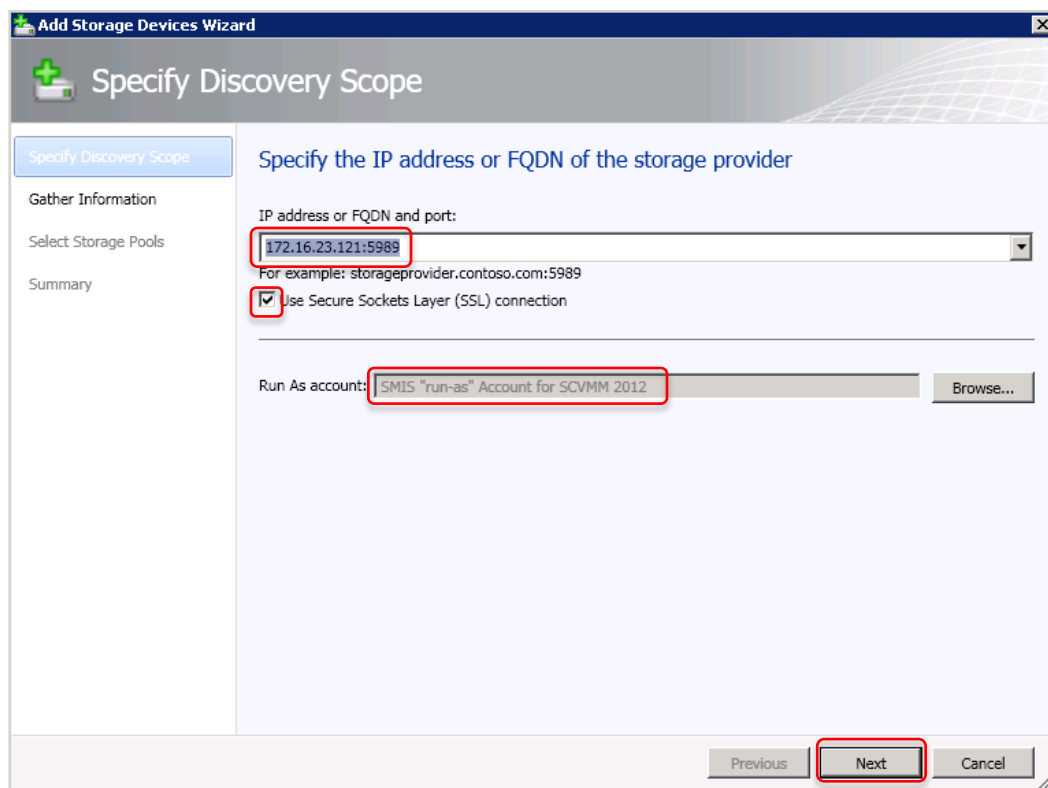 Add Storage Devices Wizard
Specify Discovery Scope
Specify Discovery Scope
Gather Information
Select Storage Pools
Summary
Specify the IP address or FQDN of the storage provider
IP address or FQDN and port:
172.16.23.121:5989
For example: storageprovider.contoso.com:5989
Use Secure Sockets Layer (SSL) connection
Run As account: SMIS "run-as" Account for SCVMM 2012 Browse...
Previous Next Cancel